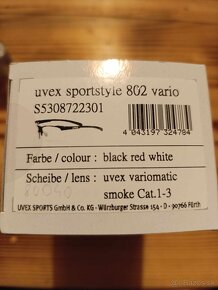 uvex sportstyle 802 vario
S5308722301
4 043197 324784
Farbe / colour : black red white
Scheibe / lens : uvex variomatic
smoke Cat.1-3
UVEX SPORTS GmbH & Co. KG - Würzburger Strasse 154 - D - 90766 Fürth